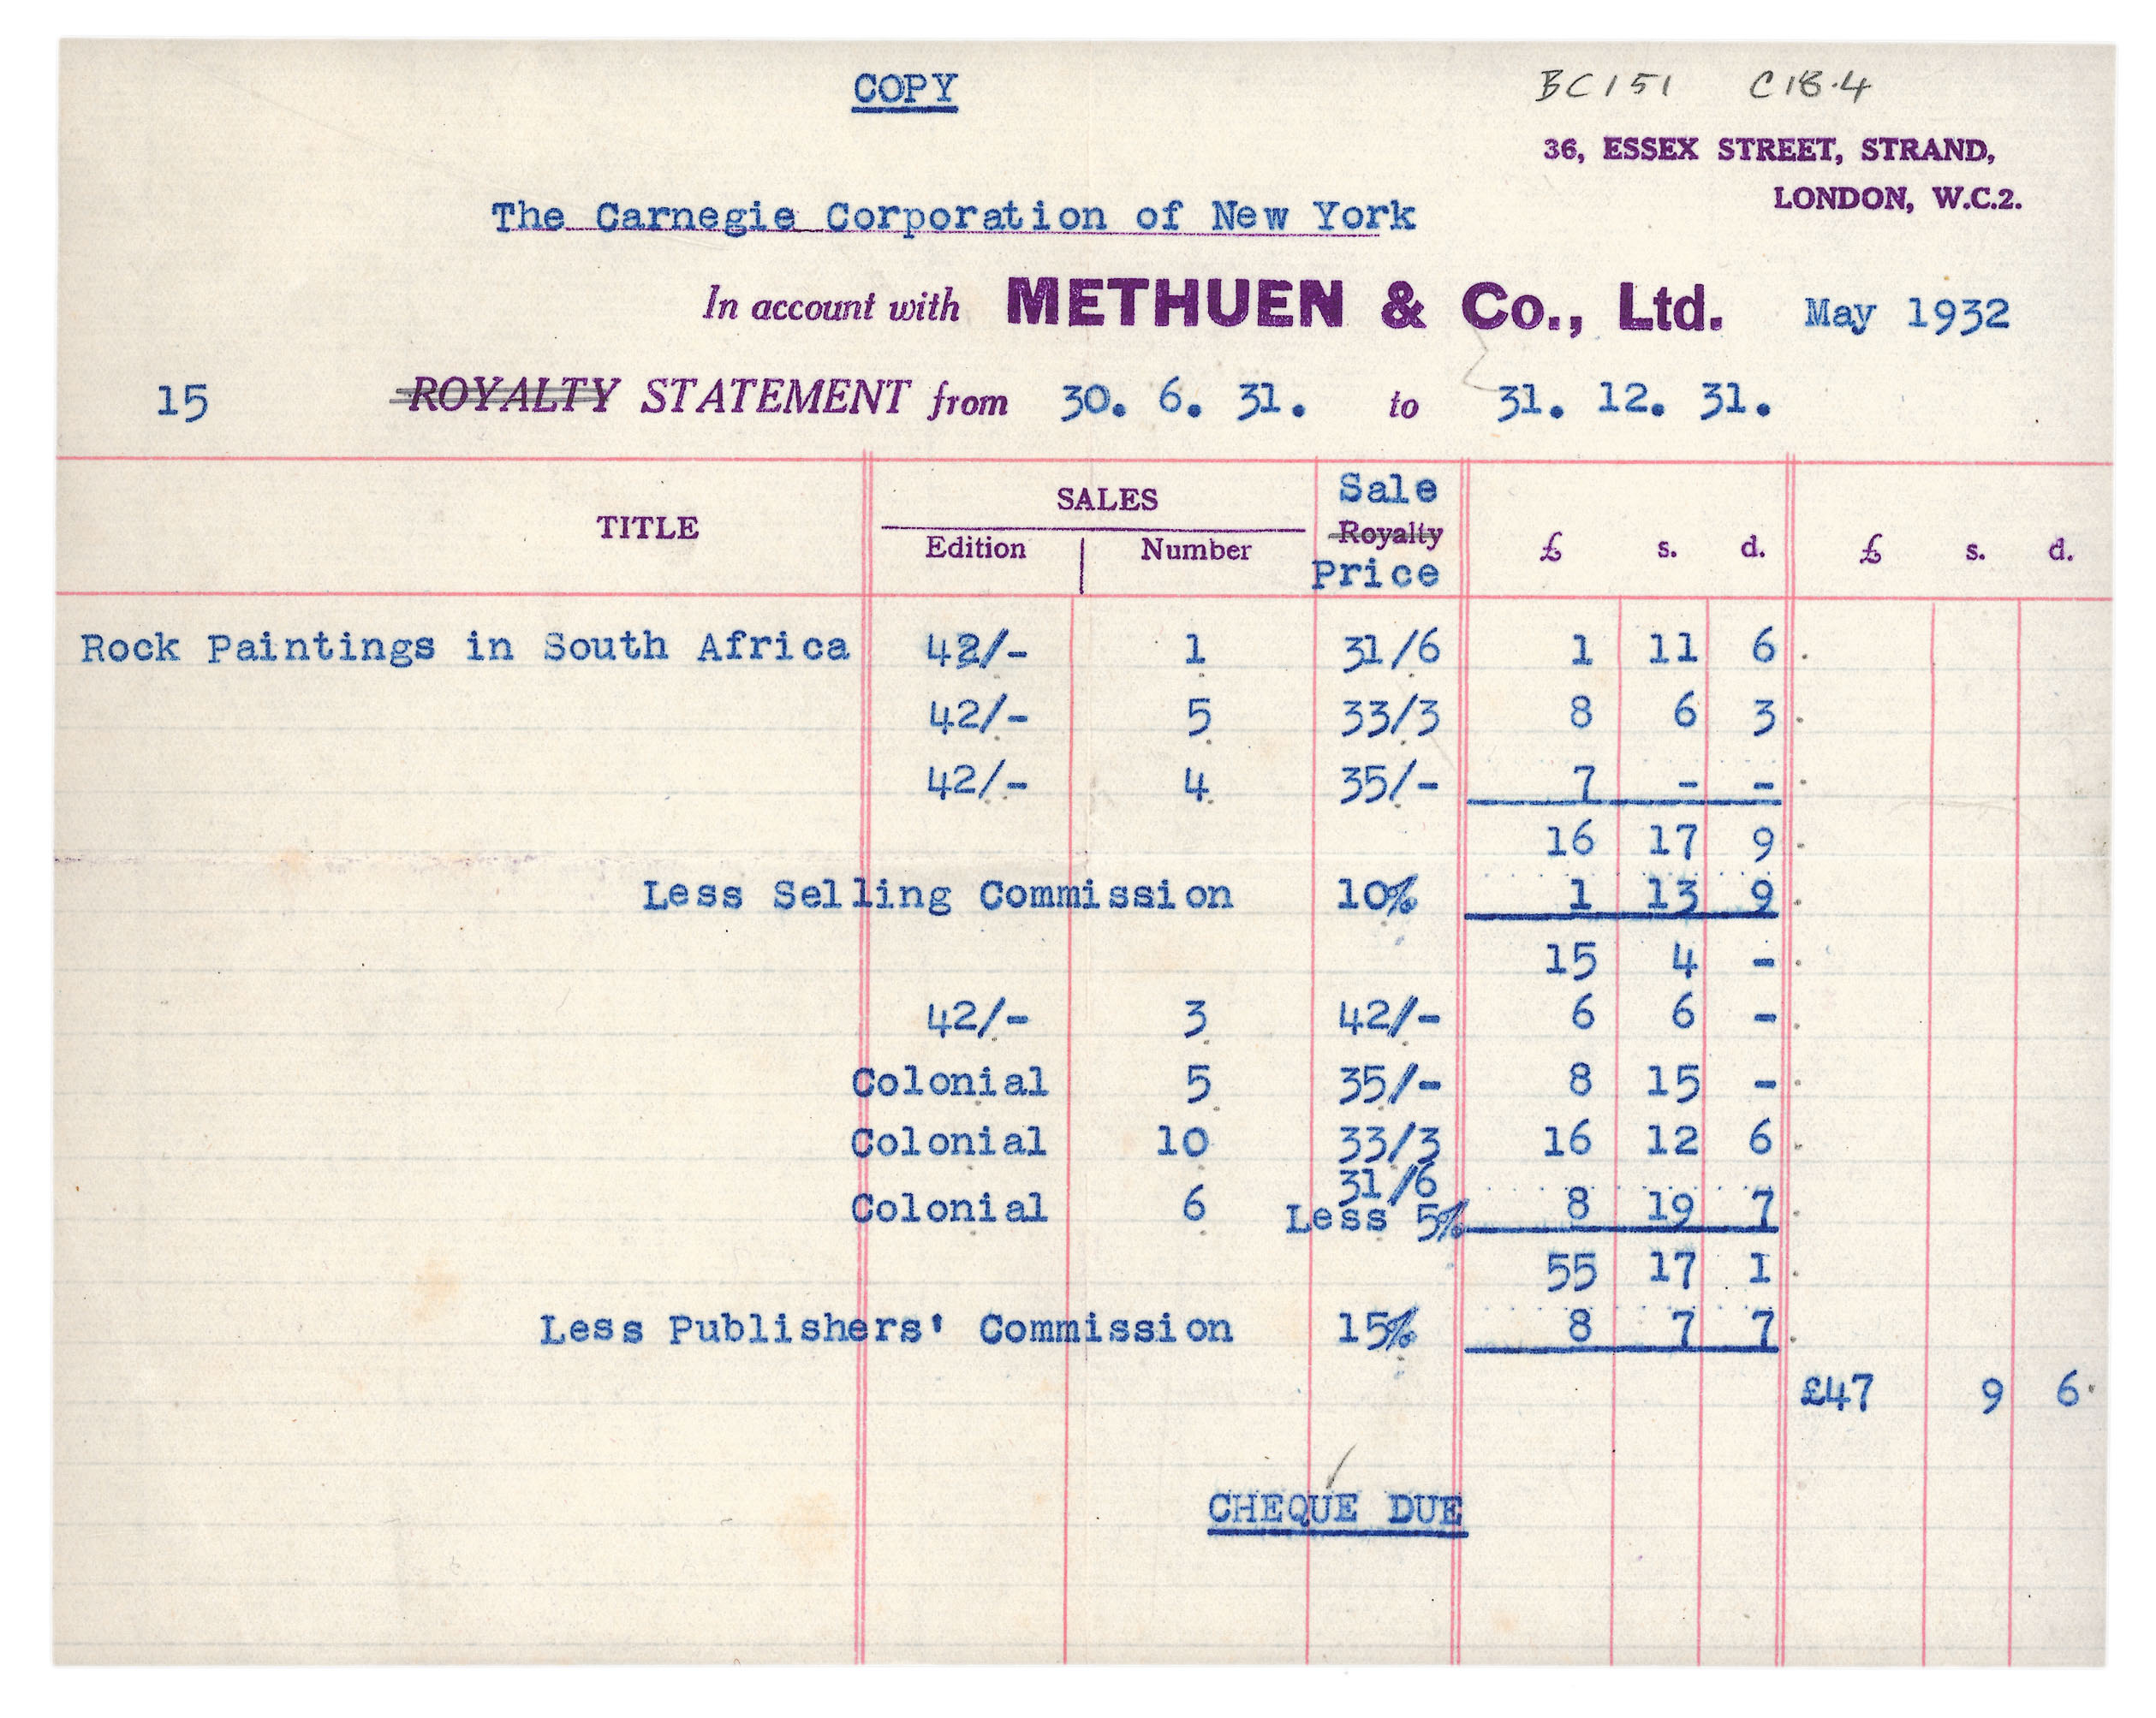 COPY
BC151 C18.4
36, ESSEX STREET, STRAND,
LONDON, W.C.2.
The Carnegie Corporation of New York
In account with METHUEN & Co., Ltd. May 1932
15 ROYALTY STATEMENT from 30. 6. 31. to 31. 12. 31.
TITLE SALES Edition Number Sale Royalty Price £ s. d. £ s. d.
Rock Paintings in South Africa 42/- 1 31/6 1 11 6
42/- 5 33/3 8 6 3
42/- 4 35/- 7 - -
16 17 9
Less Selling Commission 10% 1 13 9
15 4 -
42/- 3 42/- 6 6 -
Colonial 5 35/- 8 15 -
Colonial 10 33/3 16 12 6
31/6
Colonial 6 Less 5% 8 19 7
55 17 1
Less Publishers' Commission 15% 8 7 7
£47 9 6
CHEQUE DUE